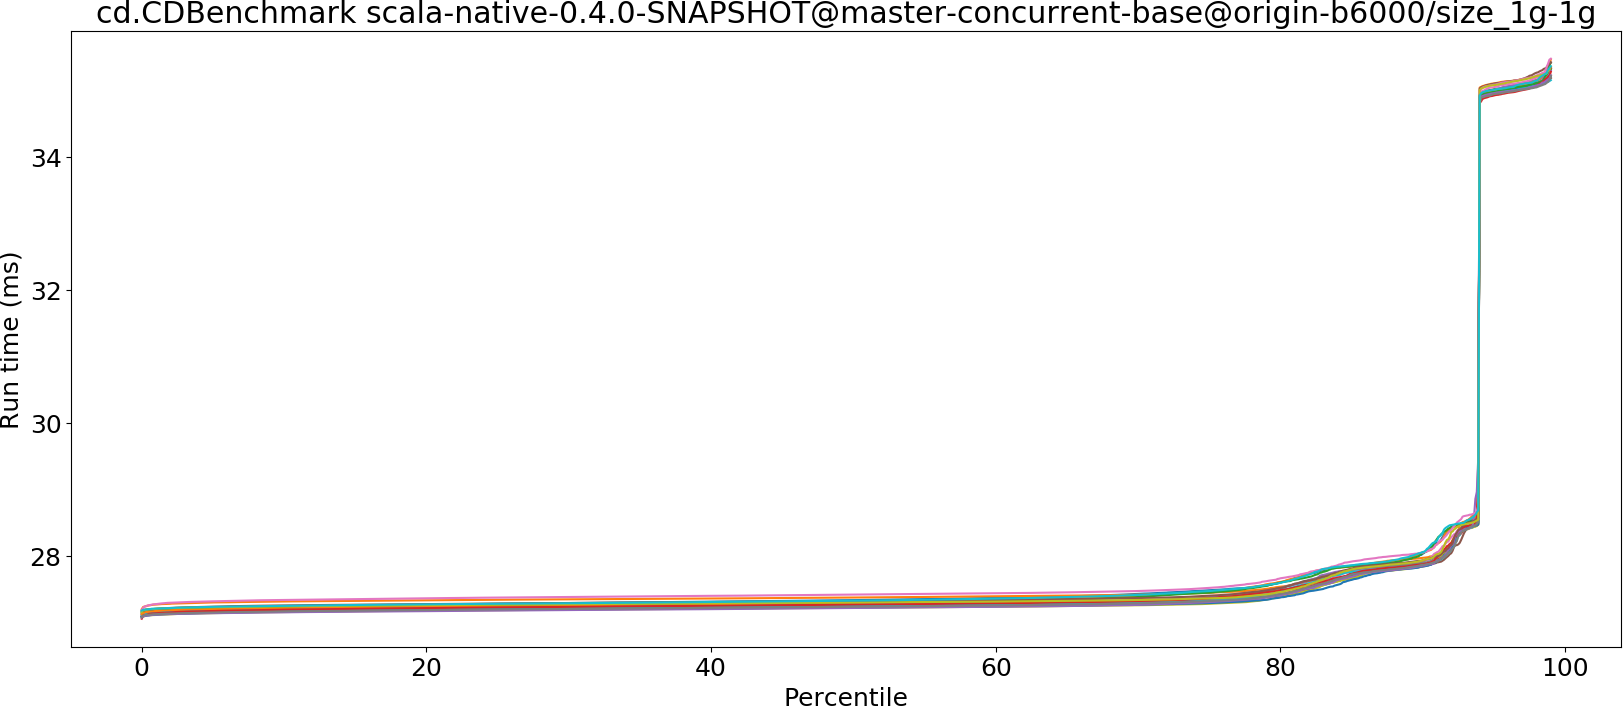 cd.CDBenchmark scala-native-0.4.0-SNAPSHOT@master-concurrent-base@origin-b6000/size_1g-1g
Run time (ms)
34
32
30
28
0 20 40 60 80 100
Percentile